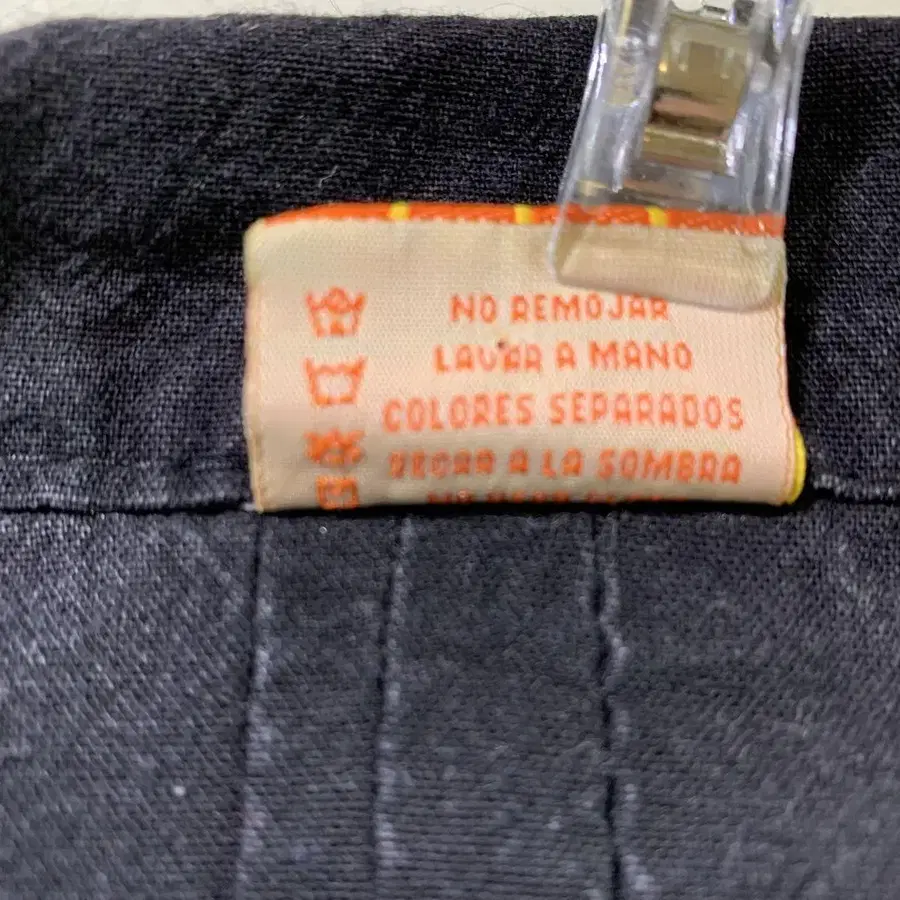 NO REMOJAR
LAVAR A MANO
COLORES SEPARADOS
SECAR A LA SOMBRA